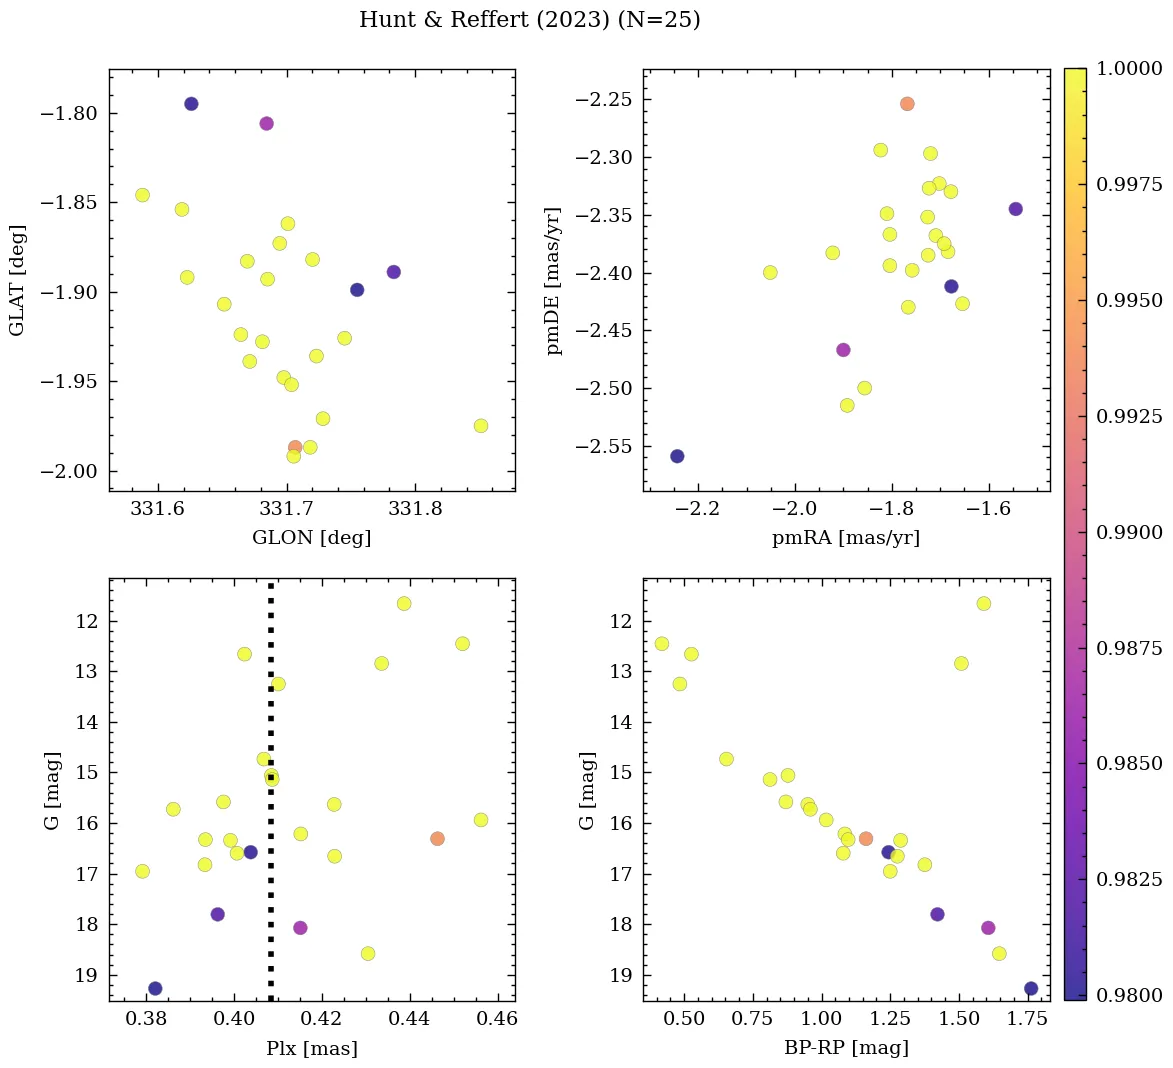 Hunt & Reffert (2023) (N=25)
−1.80
−1.85
−1.90
−1.95
−2.00
GLAT [deg]
331.6 331.7 331.8
GLON [deg]
−2.25
−2.30
−2.35
−2.40
−2.45
−2.50
−2.55
pmDE [mas/yr]
−2.2 −2.0 −1.8 −1.6
pmRA [mas/yr]
12
13
14
15
16
17
18
19
G [mag]
0.38 0.40 0.42 0.44 0.46
Plx [mas]
12
13
14
15
16
17
18
19
G [mag]
0.50 0.75 1.00 1.25 1.50 1.75
BP-RP [mag]
1.0000
0.9975
0.9950
0.9925
0.9900
0.9875
0.9850
0.9825
0.9800